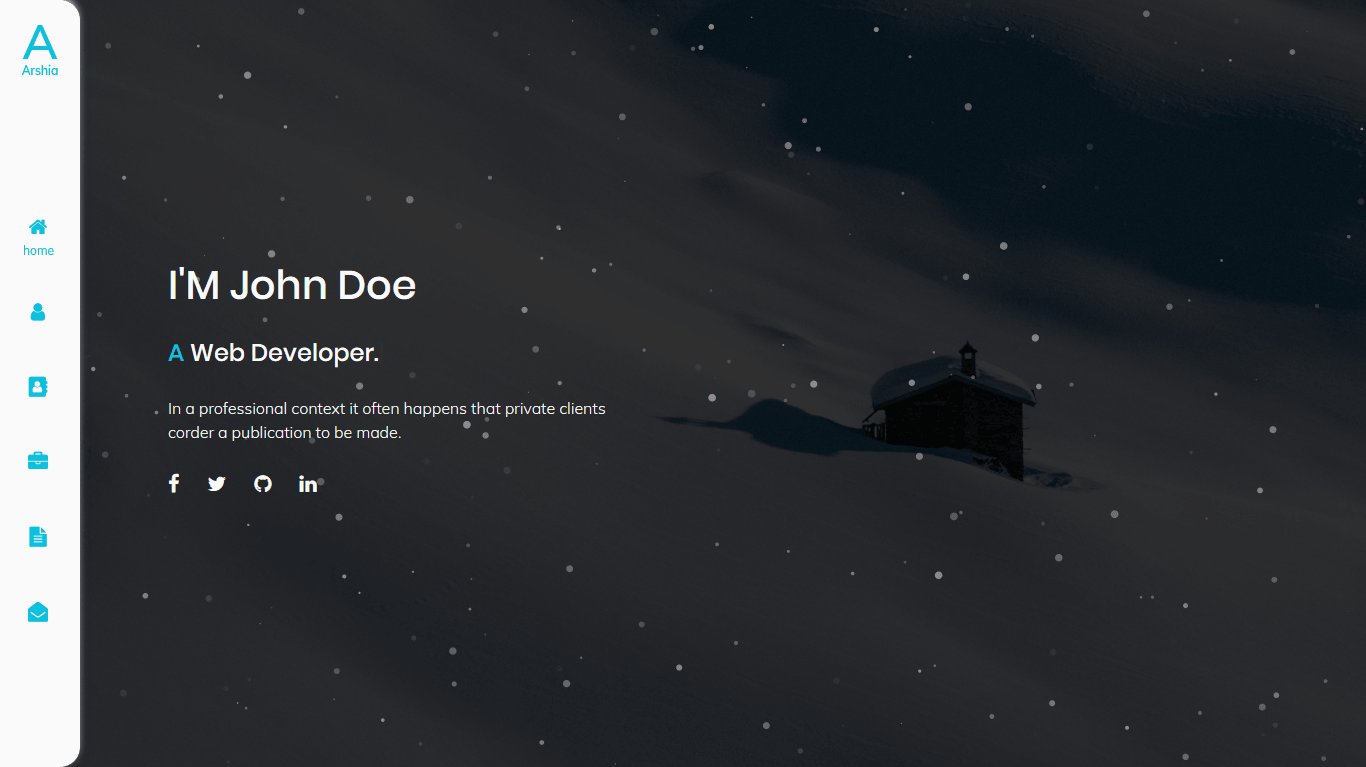 A
Arshia
home
I'M John Doe
A Web Developer.
In a professional context it often happens that private clients
corder a publication to be made.